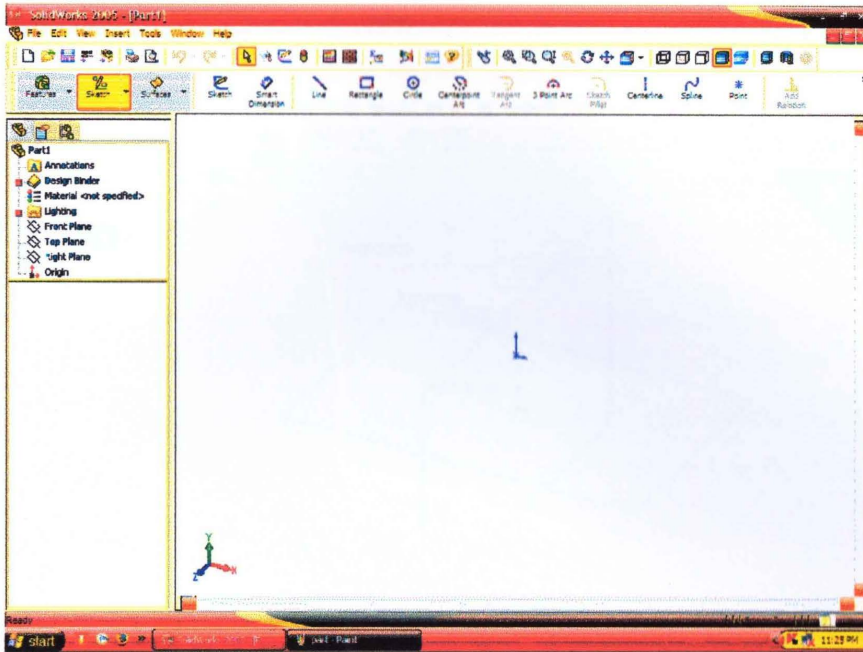 SolidWorks 2005 - [Part1]
File Edit View Insert Tools Window Help
Features Sketch Surfaces Sketch Smart Dimension Line Rectangle Circle Centerpoint Arc Tangent Arc 3 Point Arc Sketch Fillet Centerline Spline Point Add Relation
Part1
Annotations
Design Binder
Material <not specified>
Lighting
Front Plane
Top Plane
Right Plane
Origin
Y
Z
X
Ready
start
part - Paint
11:25 PM